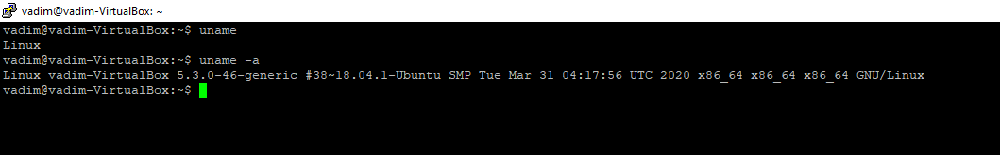 vadim@vadim-VirtualBox: ~
vadim@vadim-VirtualBox:~$ uname
Linux
vadim@vadim-VirtualBox:~$ uname -a
Linux vadim-VirtualBox 5.3.0-46-generic #38~18.04.1-Ubuntu SMP Tue Mar 31 04:17:56 UTC 2020 x86_64 x86_64 x86_64 GNU/Linux
vadim@vadim-VirtualBox:~$